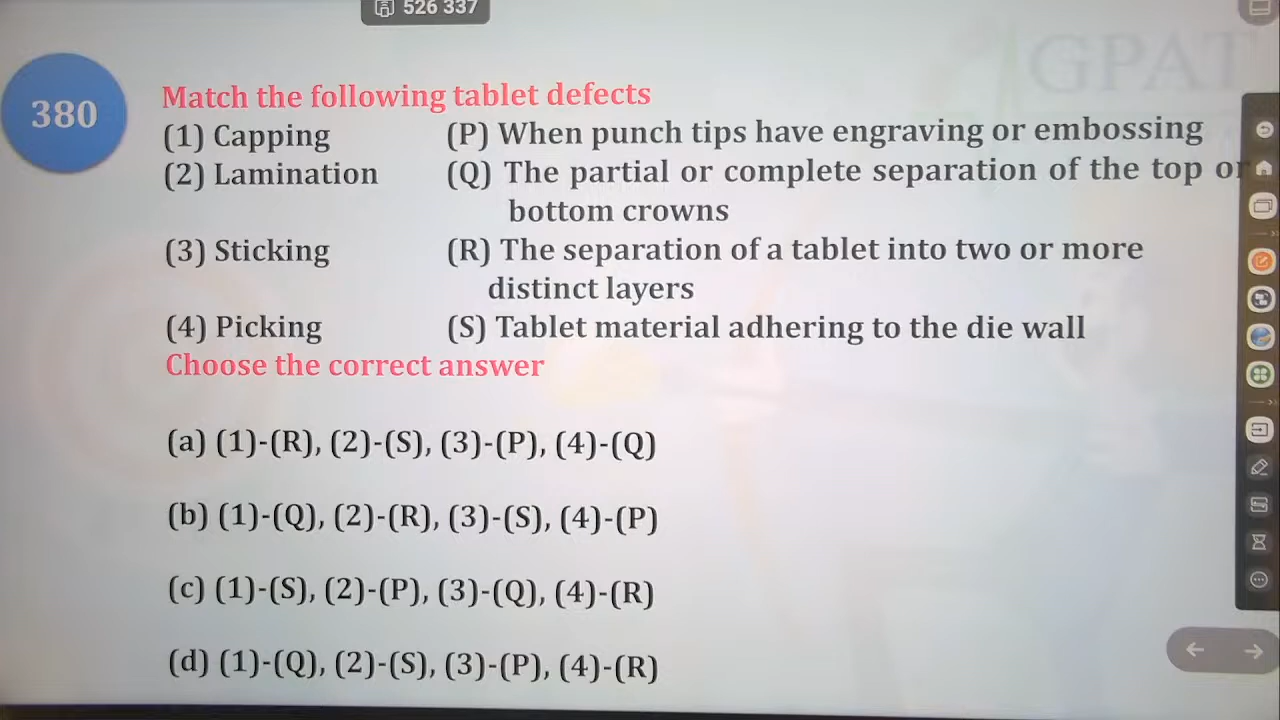 526 337
GPAT
380
Match the following tablet defects
(1) Capping (P) When punch tips have engraving or embossing
(2) Lamination (Q) The partial or complete separation of the top or
bottom crowns
(3) Sticking (R) The separation of a tablet into two or more
distinct layers
(4) Picking (S) Tablet material adhering to the die wall
Choose the correct answer
(a) (1)-(R), (2)-(S), (3)-(P), (4)-(Q)
(b) (1)-(Q), (2)-(R), (3)-(S), (4)-(P)
(c) (1)-(S), (2)-(P), (3)-(Q), (4)-(R)
(d) (1)-(Q), (2)-(S), (3)-(P), (4)-(R)